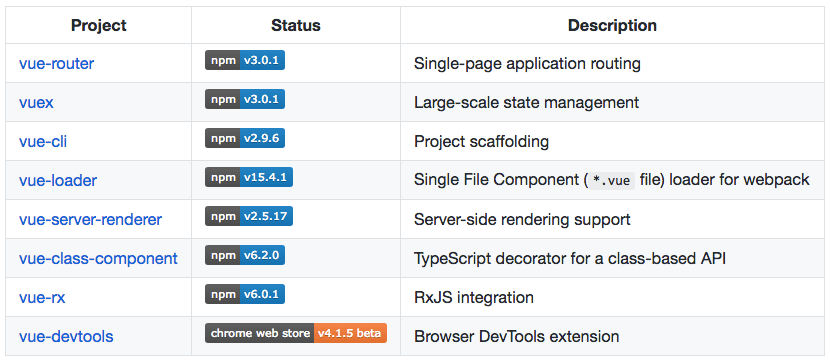 Project Status Description
vue-router npm v3.0.1 Single-page application routing
vuex npm v3.0.1 Large-scale state management
vue-cli npm v2.9.6 Project scaffolding
vue-loader npm v15.4.1 Single File Component ( *.vue file) loader for webpack
vue-server-renderer npm v2.5.17 Server-side rendering support
vue-class-component npm v6.2.0 TypeScript decorator for a class-based API
vue-rx npm v6.0.1 RxJS integration
vue-devtools chrome web store v4.1.5 beta Browser DevTools extension